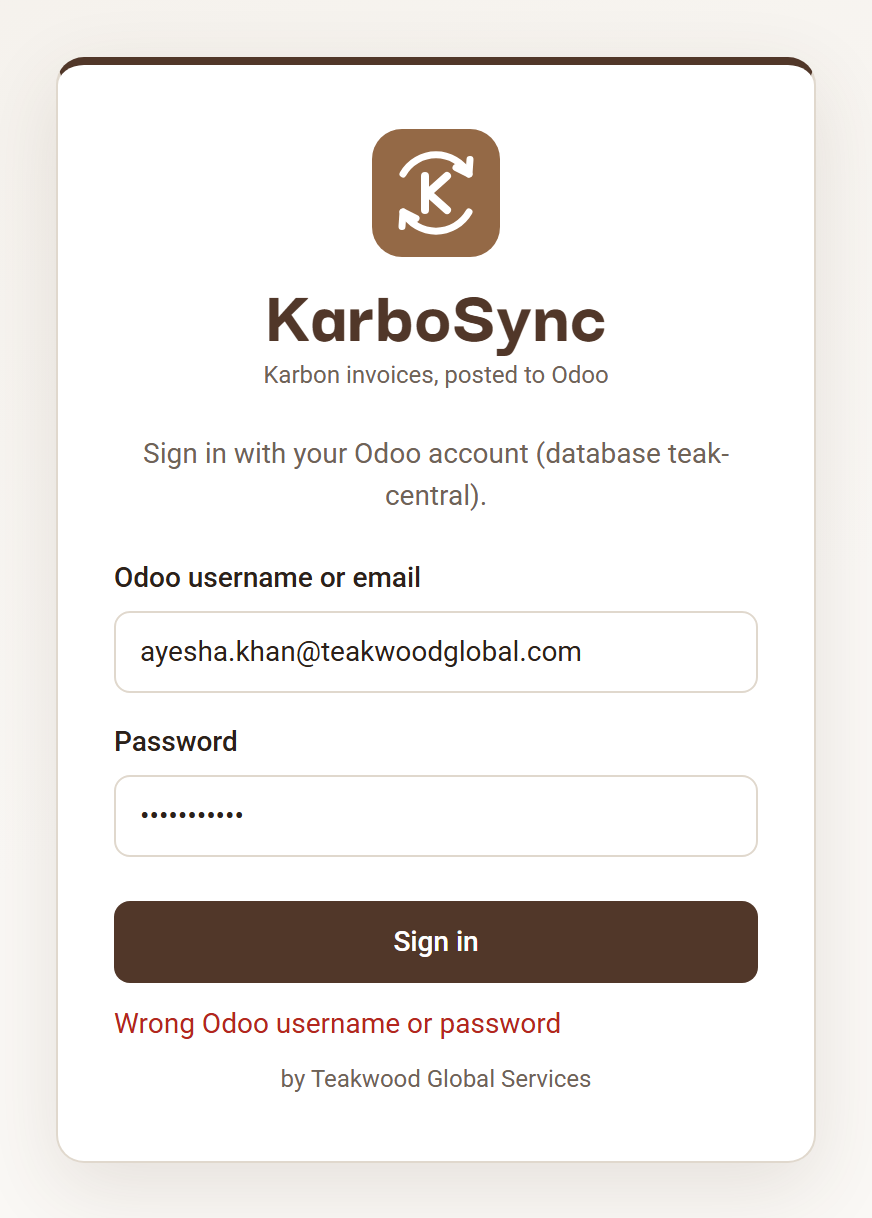 K
KarboSync
Karbon invoices, posted to Odoo
Sign in with your Odoo account (database teak-
central).
Odoo username or email
ayesha.khan@teakwoodglobal.com
Password
•••••••••••
Sign in
Wrong Odoo username or password
by Teakwood Global Services